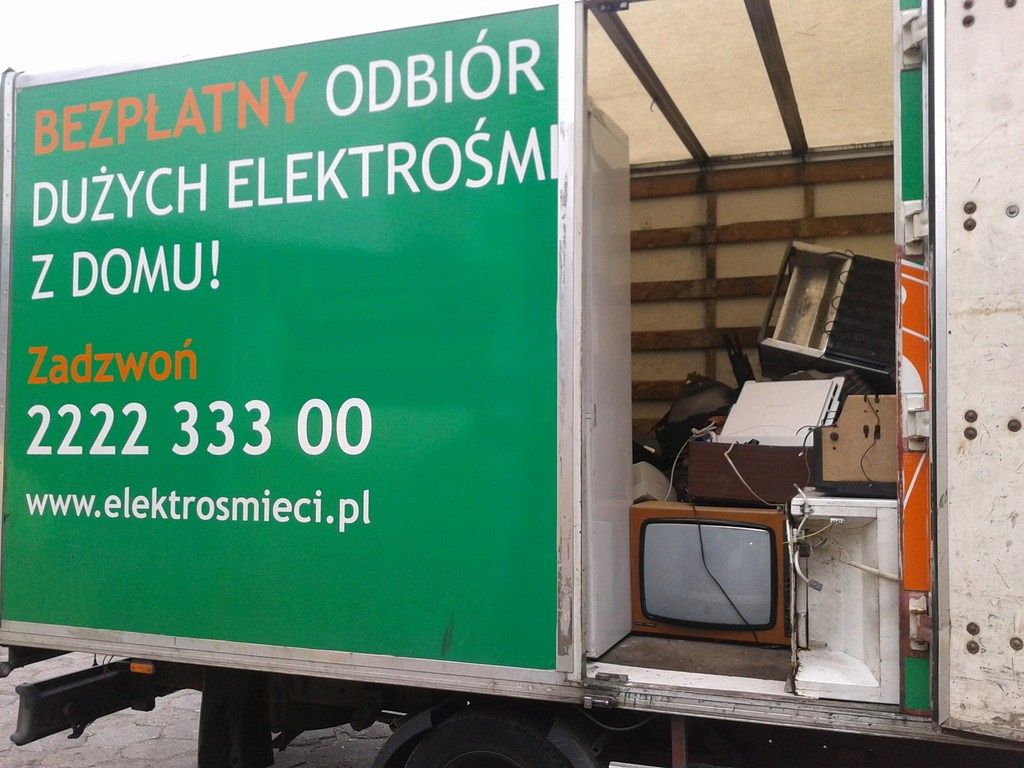 BEZPŁATNY ODBIÓR
DUŻYCH ELEKTROŚMI
Z DOMU!
Zadzwoń
2222 333 00
www.elektrosmieci.pl